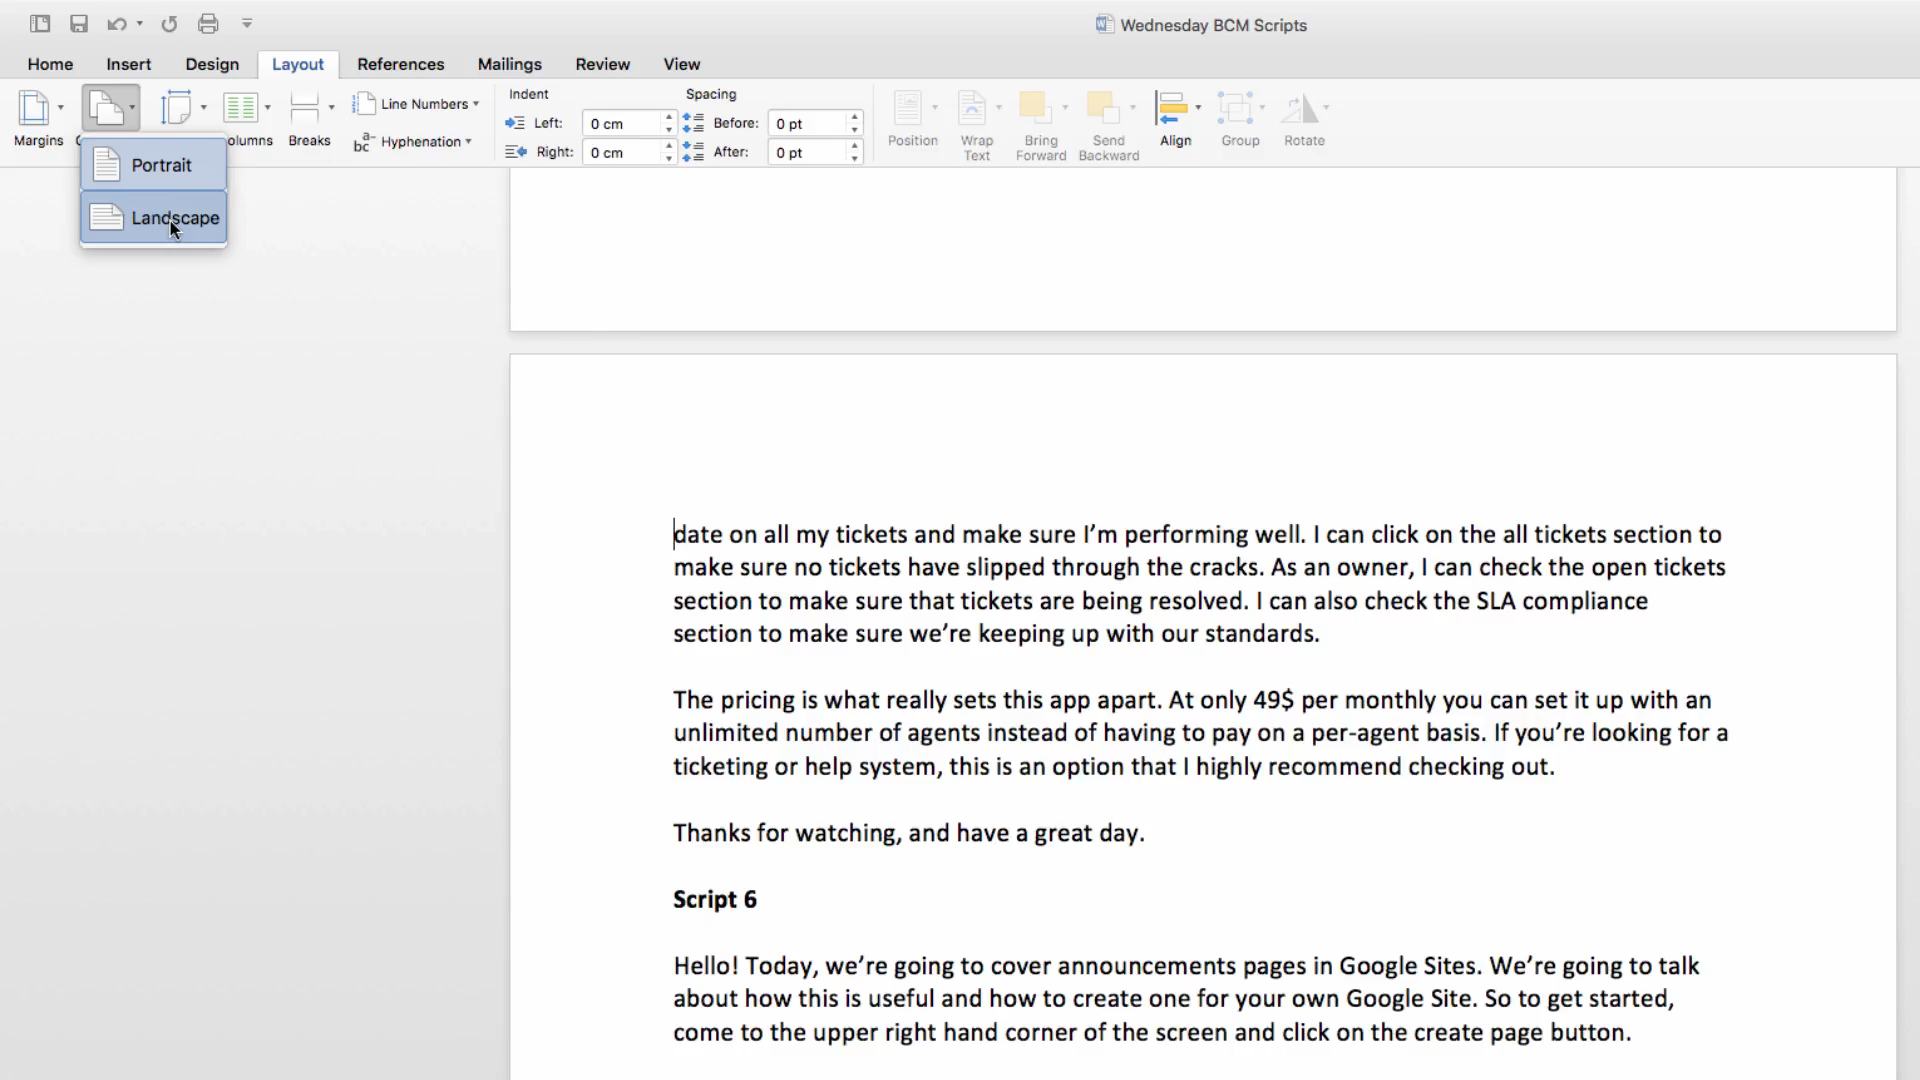 Wednesday BCM Scripts
Home Insert Design Layout References Mailings Review View
Margins
olumns
Breaks
Line Numbers
Hyphenation
Indent
Left: 0 cm
Right: 0 cm
Spacing
Before: 0 pt
After: 0 pt
Position
Wrap
Text
Bring
Forward
Send
Backward
Align
Group
Rotate
Portrait
Landscape
date on all my tickets and make sure I’m performing well. I can click on the all tickets section to
make sure no tickets have slipped through the cracks. As an owner, I can check the open tickets
section to make sure that tickets are being resolved. I can also check the SLA compliance
section to make sure we’re keeping up with our standards.
The pricing is what really sets this app apart. At only 49$ per monthly you can set it up with an
unlimited number of agents instead of having to pay on a per-agent basis. If you’re looking for a
ticketing or help system, this is an option that I highly recommend checking out.
Thanks for watching, and have a great day.
Script 6
Hello! Today, we’re going to cover announcements pages in Google Sites. We’re going to talk
about how this is useful and how to create one for your own Google Site. So to get started,
come to the upper right hand corner of the screen and click on the create page button.